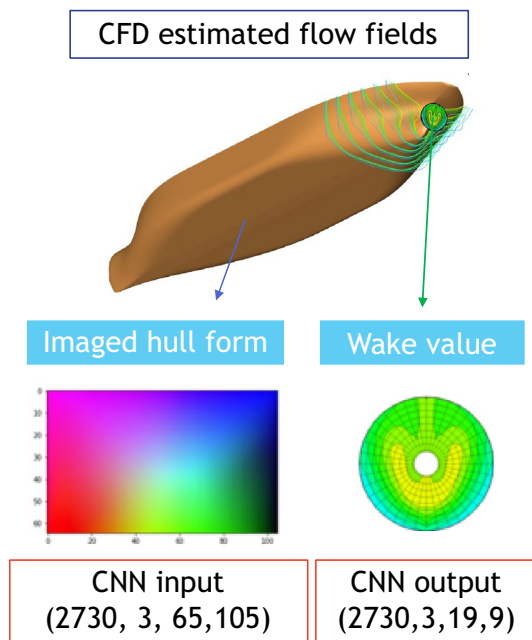 CFD estimated flow fields
Imaged hull form
Wake value
0
10
20
30
40
50
60
0 20 40 60 80 100
CNN input
(2730, 3, 65,105)
CNN output
(2730,3,19,9)